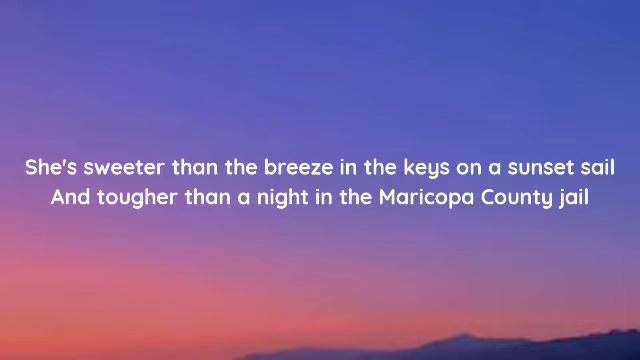 She's sweeter than the breeze in the keys on a sunset sail
And tougher than a night in the Maricopa County jail